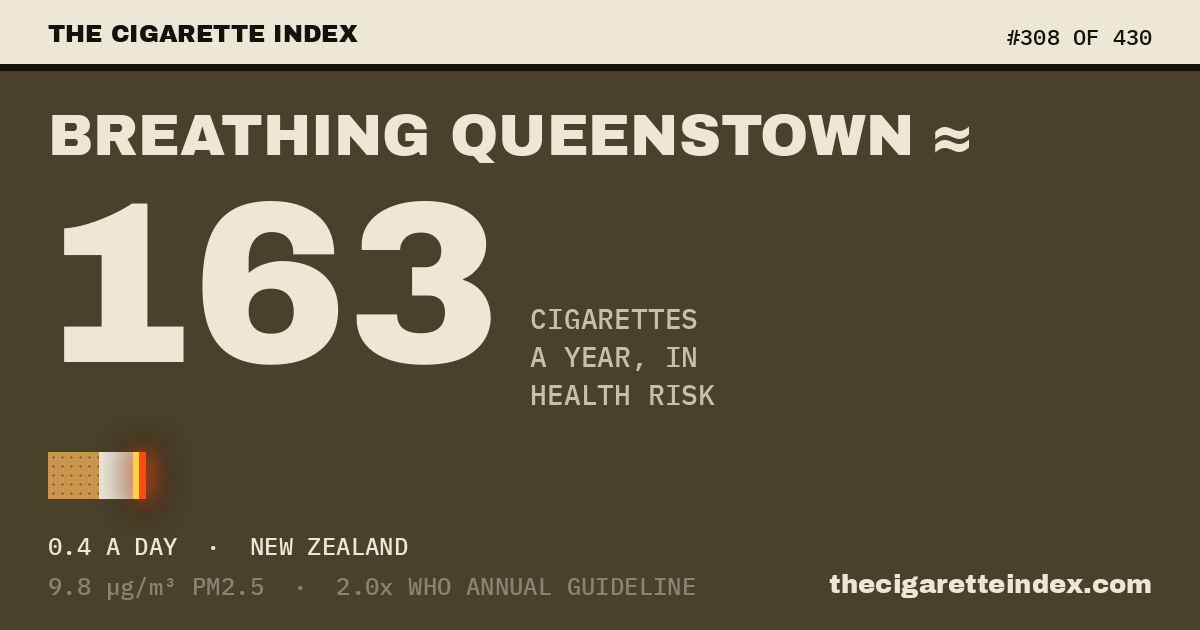 THE CIGARETTE INDEX
#308 OF 430
BREATHING QUEENSTOWN ≈
163
CIGARETTES
A YEAR, IN
HEALTH RISK
0.4 A DAY · NEW ZEALAND
9.8 µg/m³ PM2.5 · 2.0x WHO ANNUAL GUIDELINE
thecigaretteindex.com